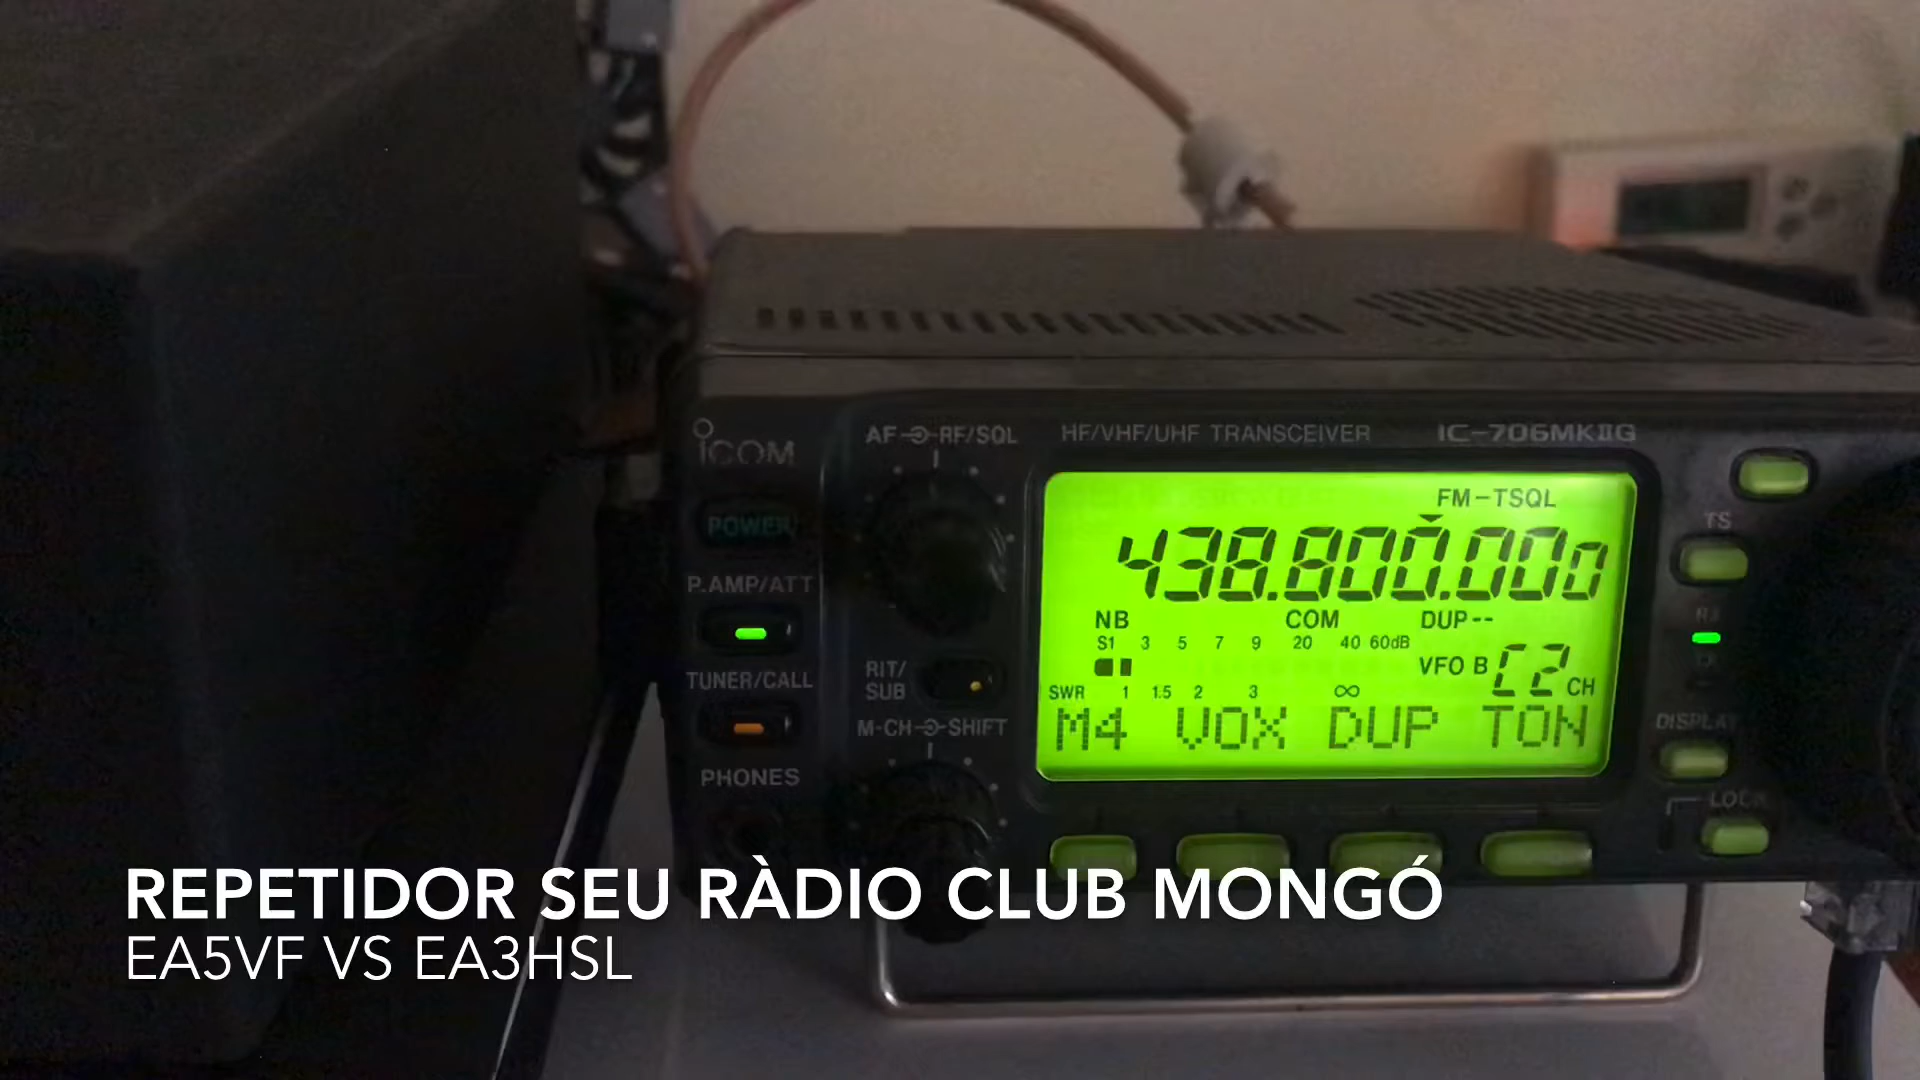 ICOM
AF RF/SQL
HF/VHF/UHF TRANSCEIVER
IC-706MKIIG
POWER
FM-TSQL
438.800.000
TS
P.AMP/ATT
NB COM DUP--
S1 3 5 7 9 20 40 60dB
RIT/
SUB
VFO B C2 CH
TUNER/CALL
SWR 1 1.5 2 3 ∞
M-CH SHIFT
M4 VOX DUP TON
DISPLAY
PHONES
LOCK
REPETIDOR SEU RÀDIO CLUB MONGÓ
EA5VF VS EA3HSL